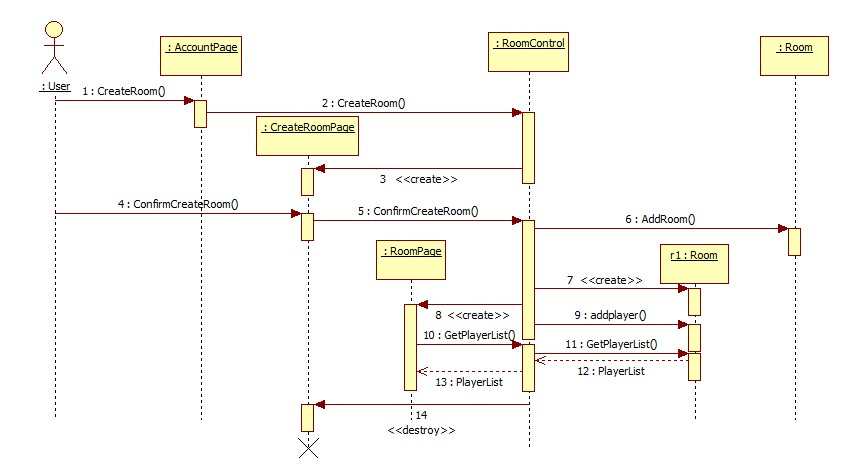 : AccountPage
: RoomControl
: Room
: User
1 : CreateRoom()
2 : CreateRoom()
: CreateRoomPage
3 <<create>>
4 : ConfirmCreateRoom()
5 : ConfirmCreateRoom()
6 : AddRoom()
: RoomPage
r1 : Room
7 <<create>>
8 <<create>>
9 : addplayer()
10 : GetPlayerList()
11 : GetPlayerList()
12 : PlayerList
13 : PlayerList
14
<<destroy>>